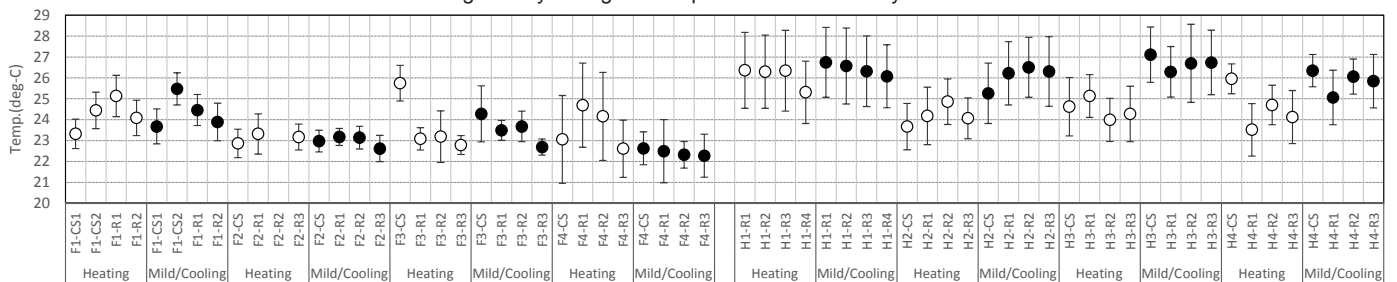 29
28
27
26
25
24
23
22
21
20
Temp.(deg-C)
F1-CS1
F1-CS2
F1-R1
F1-R2
F1-CS1
F1-CS2
F1-R1
F1-R2
F2-CS
F2-R1
F2-R2
F2-R3
F2-CS
F2-R1
F2-R2
F2-R3
F3-CS
F3-R1
F3-R2
F3-R3
F3-CS
F3-R1
F3-R2
F3-R3
F4-CS
F4-R1
F4-R2
F4-R3
F4-CS
F4-R1
F4-R2
F4-R3
H1-R1
H1-R2
H1-R3
H1-R4
H1-R1
H1-R2
H1-R3
H1-R4
H2-CS
H2-R1
H2-R2
H2-R3
H2-CS
H2-R1
H2-R2
H2-R3
H3-CS
H3-R1
H3-R2
H3-R3
H3-CS
H3-R1
H3-R2
H3-R3
H4-CS
H4-R1
H4-R2
H4-R3
H4-CS
H4-R1
H4-R2
H4-R3
Heating
Mild/Cooling
Heating
Mild/Cooling
Heating
Mild/Cooling
Heating
Mild/Cooling
Heating
Mild/Cooling
Heating
Mild/Cooling
Heating
Mild/Cooling
Heating
Mild/Cooling